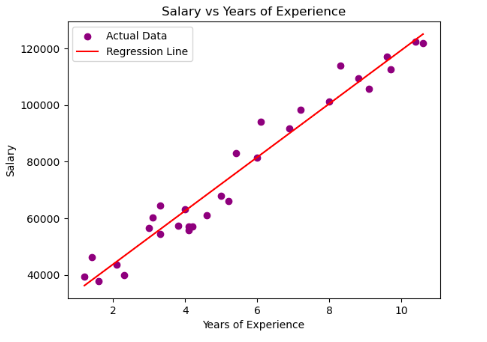 Salary vs Years of Experience
Actual Data
Regression Line
120000
100000
80000
60000
40000
Salary
2 4 6 8 10
Years of Experience